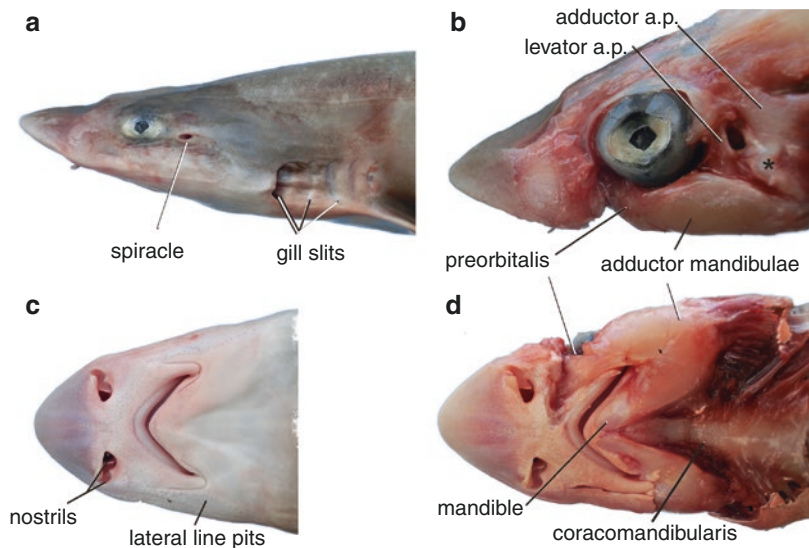 a
spiracle
gill slits
b
adductor a.p.
levator a.p.
*
preorbitalis
adductor mandibulae
c
nostrils
lateral line pits
d
mandible
coracomandibularis